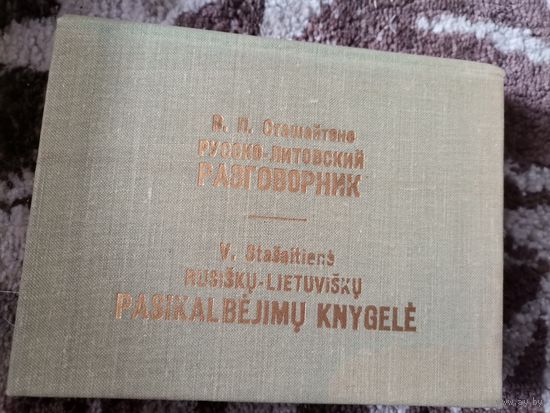 В. П. Сташайтене
РУССКО-ЛИТОВСКИЙ
РАЗГОВОРНИК
V. Stašaitienė
RUSIŠKŲ-LIETUVIŠKŲ
PASIKALBĖJIMŲ KNYGELĖ